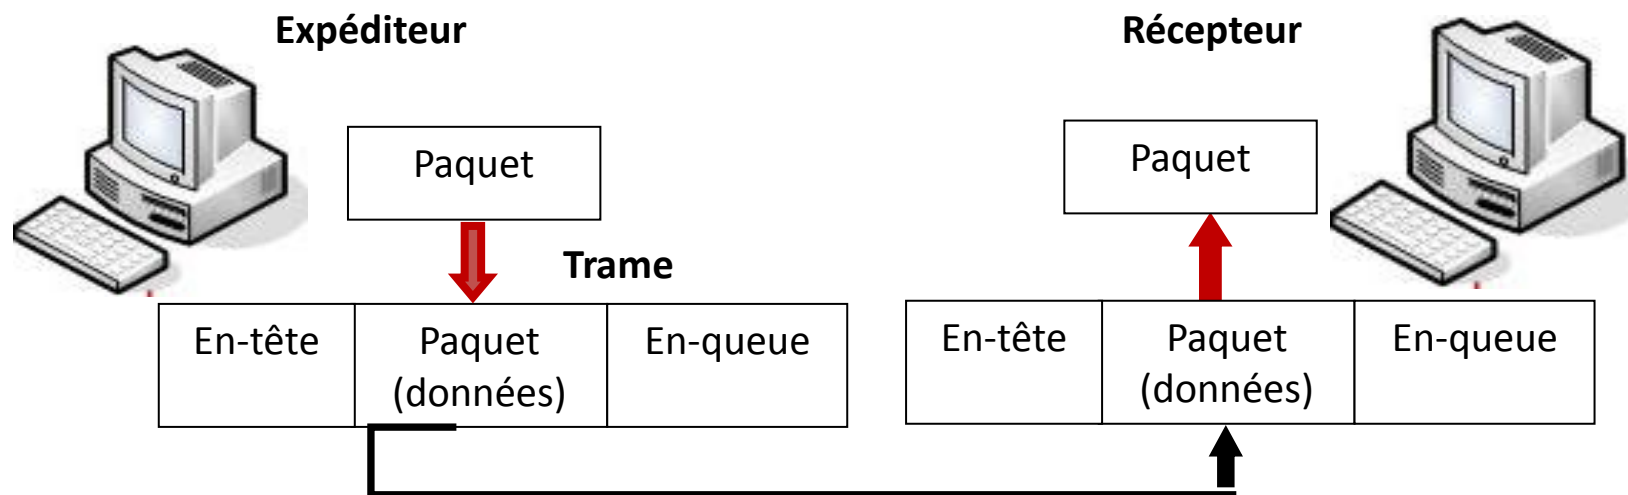 Expéditeur
Récepteur
Paquet
Paquet
Trame
En-tête
Paquet
(données)
En-queue
En-tête
Paquet
(données)
En-queue